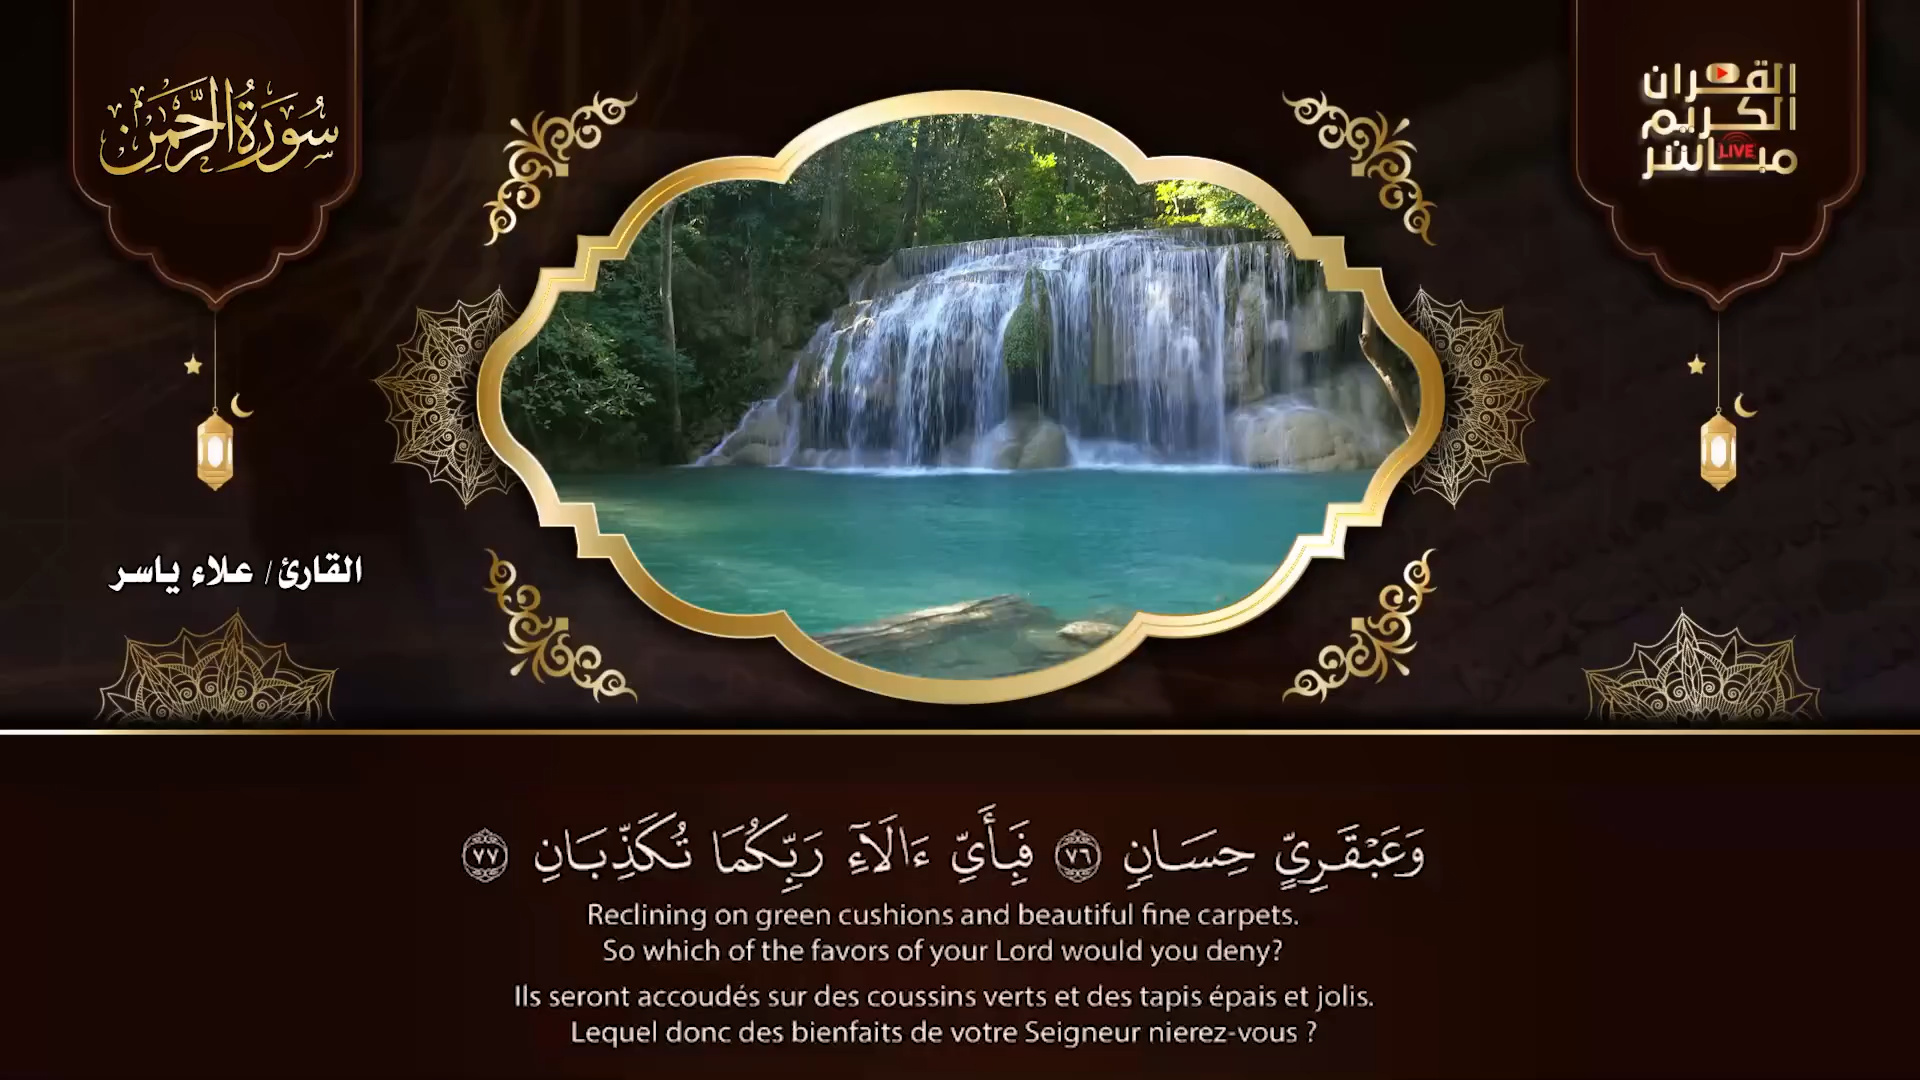 سُورَةُ الرَّحْمَٰنِ
القرآن
الكريم
مباشر
LIVE
القارئ / علاء ياسر
وَعَبْقَرِيٍّ حِسَانٍ ٧٦ فَبِأَيِّ ءَالَآءِ رَبِّكُمَا تُكَذِّبَانِ ٧٧
Reclining on green cushions and beautiful fine carpets.
So which of the favors of your Lord would you deny?
Ils seront accoudés sur des coussins verts et des tapis épais et jolis.
Lequel donc des bienfaits de votre Seigneur nierez-vous ?